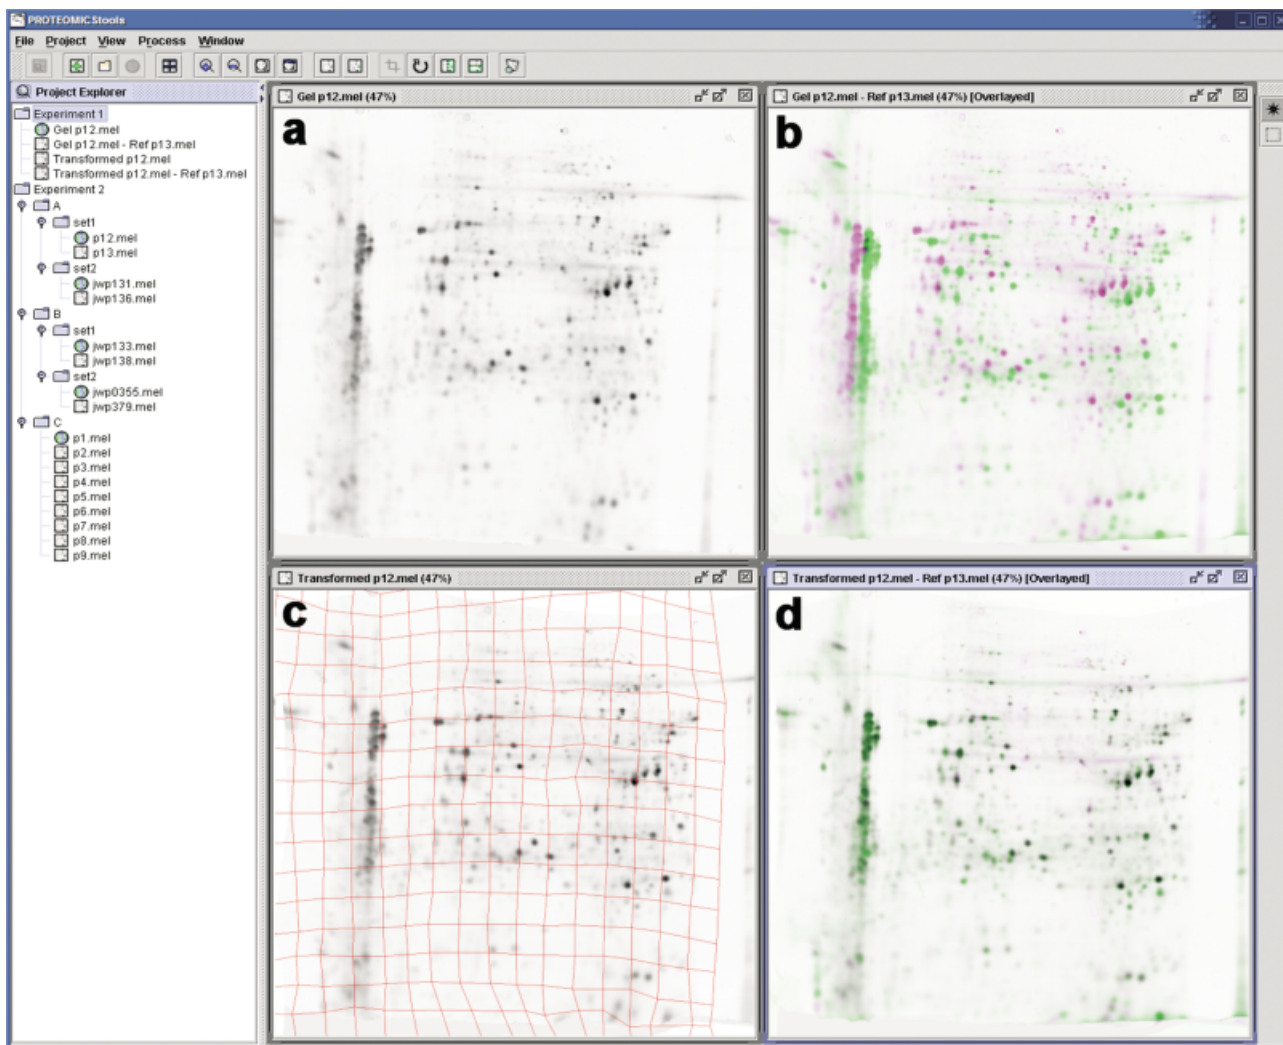 PROTEOMICStools
File Project View Process Window
Project Explorer
Experiment 1
Gel p12.mel
Gel p12.mel - Ref p13.mel
Transformed p12.mel
Transformed p12.mel - Ref p13.mel
Experiment 2
A
set1
p12.mel
p13.mel
set2
jwp131.mel
jwp136.mel
B
set1
jwp133.mel
jwp138.mel
set2
jwp0355.mel
jwp379.mel
C
p1.mel
p2.mel
p3.mel
p4.mel
p5.mel
p6.mel
p7.mel
p8.mel
p9.mel
Gel p12.mel (47%)
a
Gel p12.mel - Ref p13.mel (47%) [Overlayed]
b
Transformed p12.mel (47%)
c
Transformed p12.mel - Ref p13.mel (47%) [Overlayed]
d